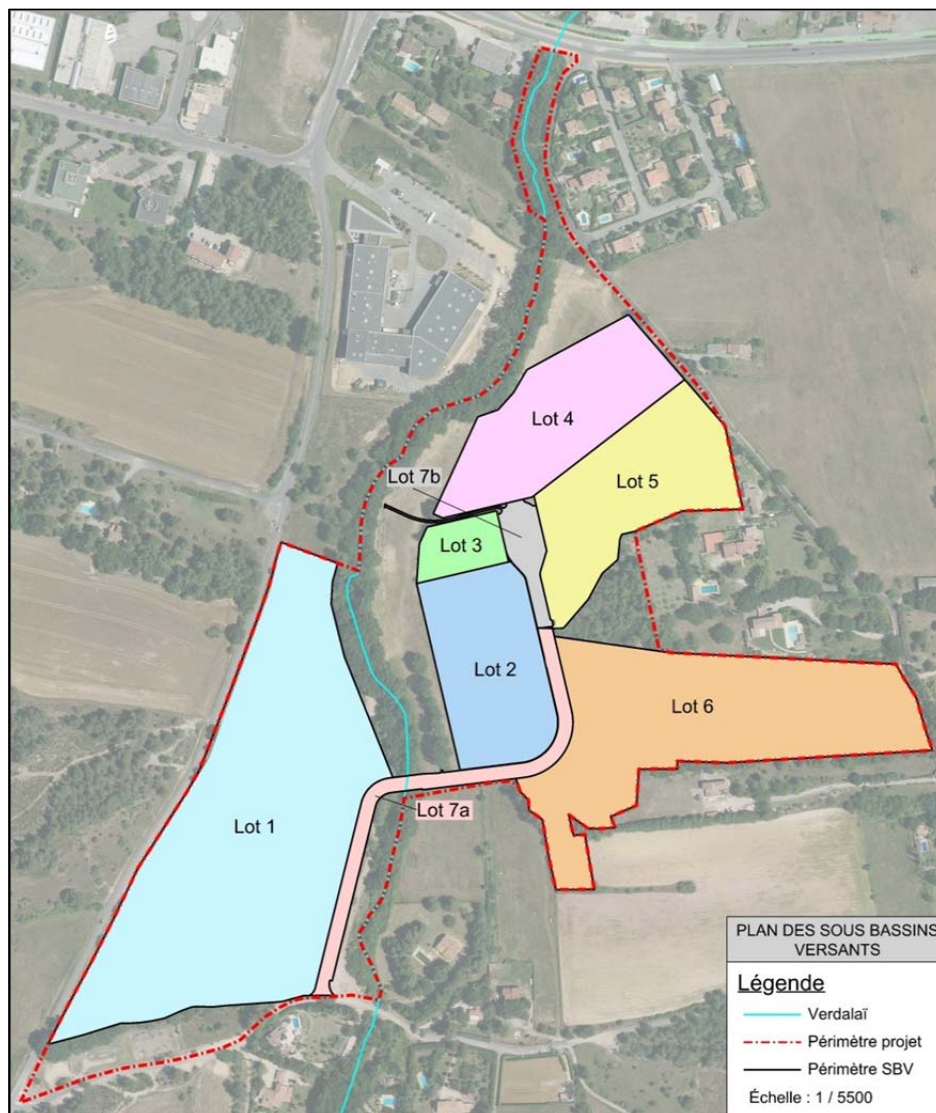 Lot 4
Lot 7b
Lot 5
Lot 3
Lot 2
Lot 6
Lot 7a
Lot 1
PLAN DES SOUS BASSINS
VERSANTS
Légende
Verdalaï
Périmètre projet
Périmètre SBV
Échelle : 1 / 5500